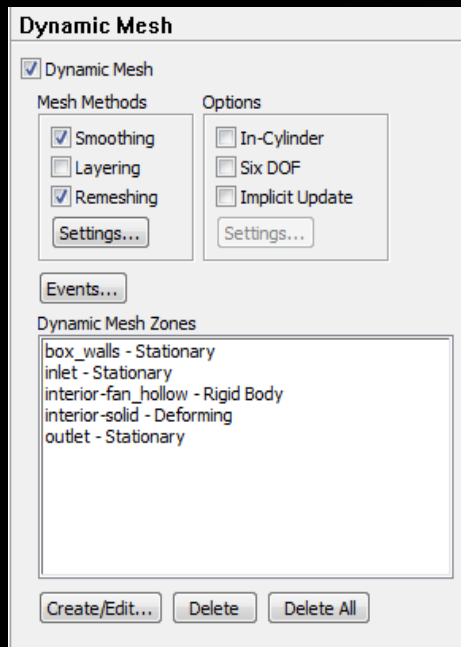 Dynamic Mesh
Dynamic Mesh
Mesh Methods Options
Smoothing In-Cylinder
Layering Six DOF
Remeshing Implicit Update
Settings... Settings...
Events...
Dynamic Mesh Zones
box_walls - Stationary
inlet - Stationary
interior-fan_hollow - Rigid Body
interior-solid - Deforming
outlet - Stationary
Create/Edit... Delete Delete All